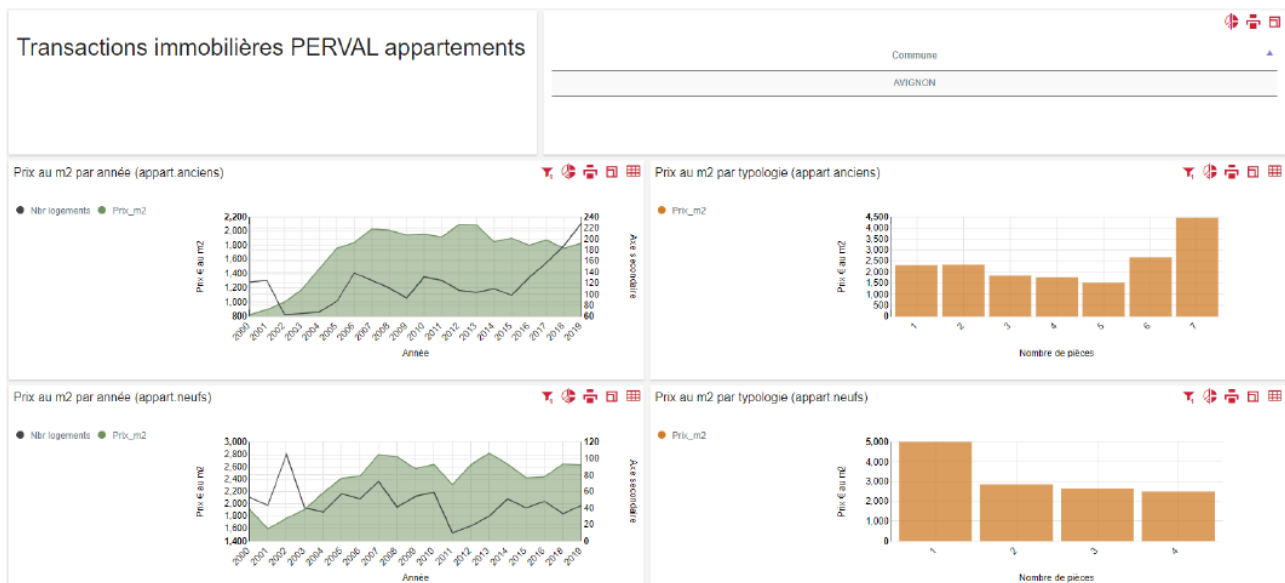 Transactions immobilières PERVAL appartements
Commune
AVIGNON
Prix au m2 par année (appart.anciens)
Nbr logements Prix_m2
Prix € au m2
2,200
2,000
1,800
1,600
1,400
1,200
1,000
800
240
220
200
180
160
140
120
100
80
60
Axe secondaire
2000 2001 2002 2003 2004 2005 2006 2007 2008 2009 2010 2011 2012 2013 2014 2015 2016 2017 2018 2019
Année
Prix au m2 par typologie (appart.anciens)
Prix_m2
Prix € au m2
4,500
4,000
3,500
3,000
2,500
2,000
1,500
1,000
500
0
1 2 3 4 5 6 7
Nombre de pièces
Prix au m2 par année (appart.neufs)
Nbr logements Prix_m2
Prix € au m2
3,000
2,800
2,600
2,400
2,200
2,000
1,800
1,600
1,400
120
100
80
60
40
20
0
Axe secondaire
2000 2001 2002 2003 2004 2005 2006 2007 2008 2009 2010 2011 2012 2013 2014 2015 2016 2018 2019
Année
Prix au m2 par typologie (appart.neufs)
Prix_m2
Prix € au m2
5,000
4,000
3,000
2,000
1,000
0
1 2 3 4
Nombre de pièces